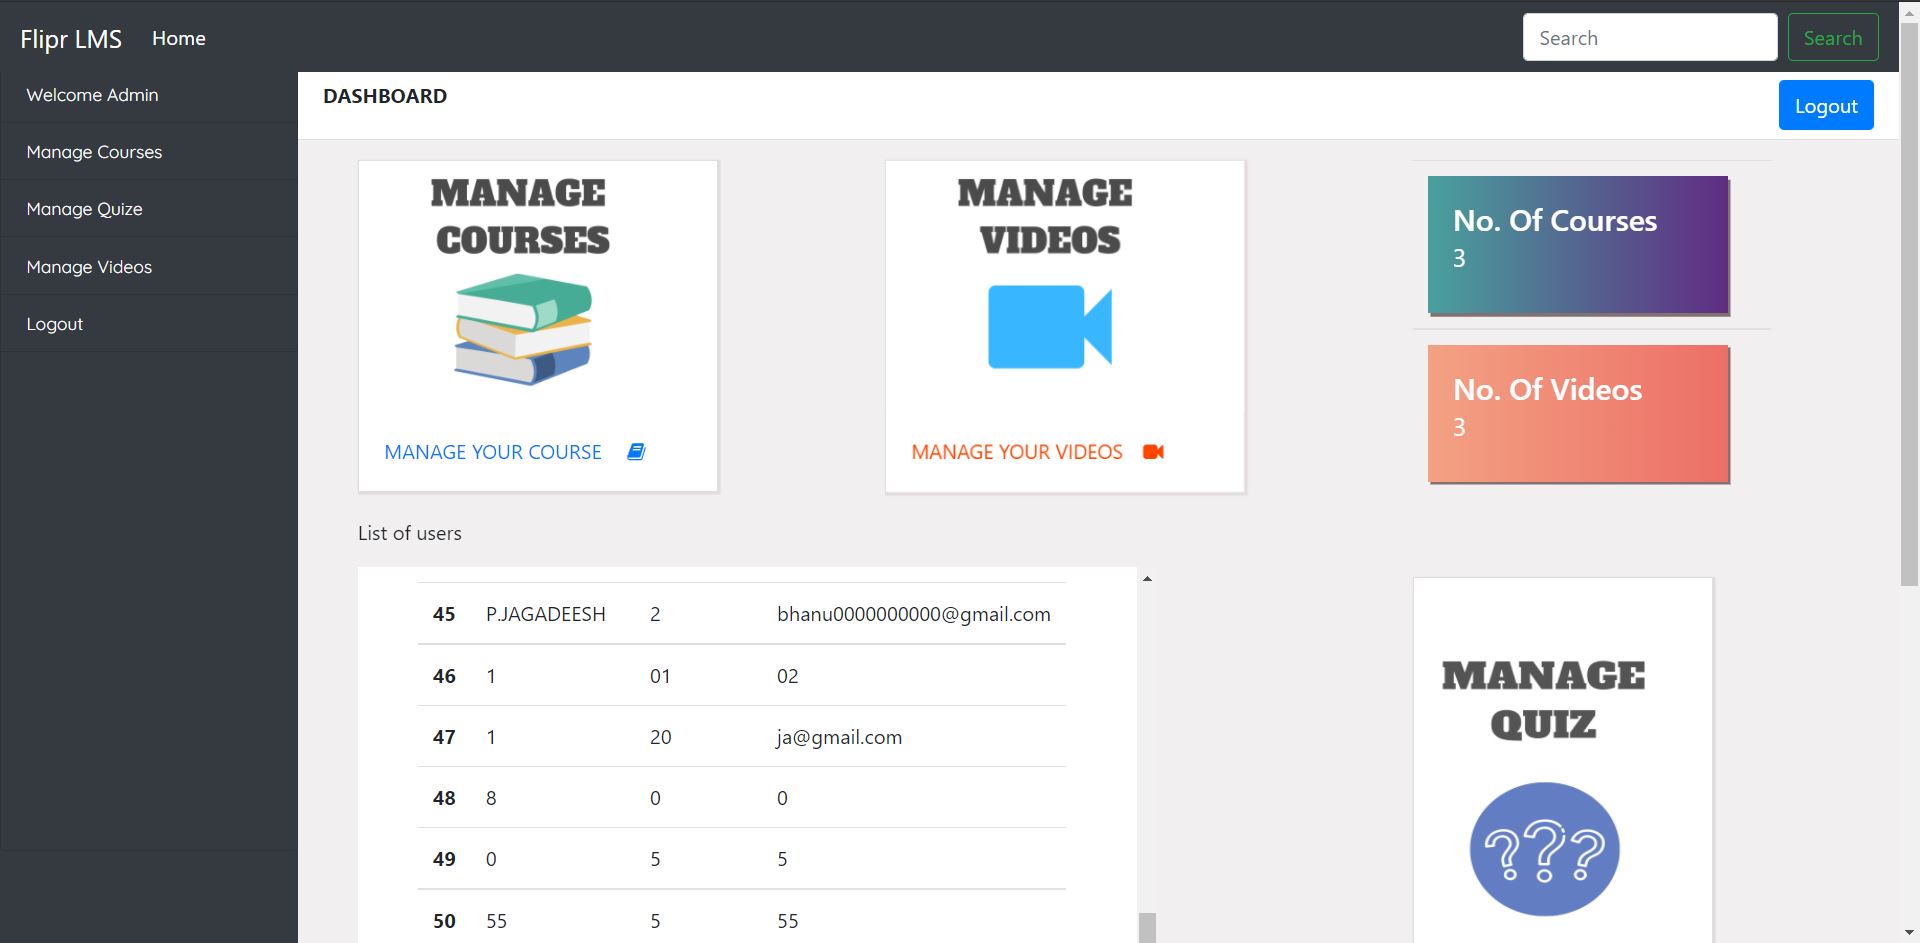 Flipr LMS Home Search Search
Welcome Admin
Manage Courses
Manage Quize
Manage Videos
Logout
DASHBOARD
Logout
MANAGE
COURSES
MANAGE YOUR COURSE
MANAGE
VIDEOS
MANAGE YOUR VIDEOS
No. Of Courses
3
No. Of Videos
3
List of users
45 P.JAGADEESH 2 bhanu0000000000@gmail.com
46 1 01 02
47 1 20 ja@gmail.com
48 8 0 0
49 0 5 5
50 55 5 55
MANAGE
QUIZ
???